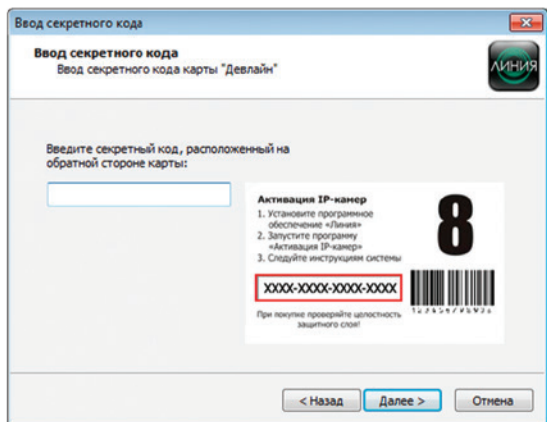 Ввод секретного кода
Ввод секретного кода
Ввод секретного кода карты "Девлайн"
ЛИНИЯ
Введите секретный код, расположенный на
обратной стороне карты:
Активация IP-камер
1. Установите программное
обеспечение «Линия»
2. Запустите программу
«Активация IP-камер»
3. Следуйте инструкциям системы
8
XXXX-XXXX-XXXX-XXXX
При покупке проверяйте целостность
защитного слоя!
< Назад
Далее >
Отмена